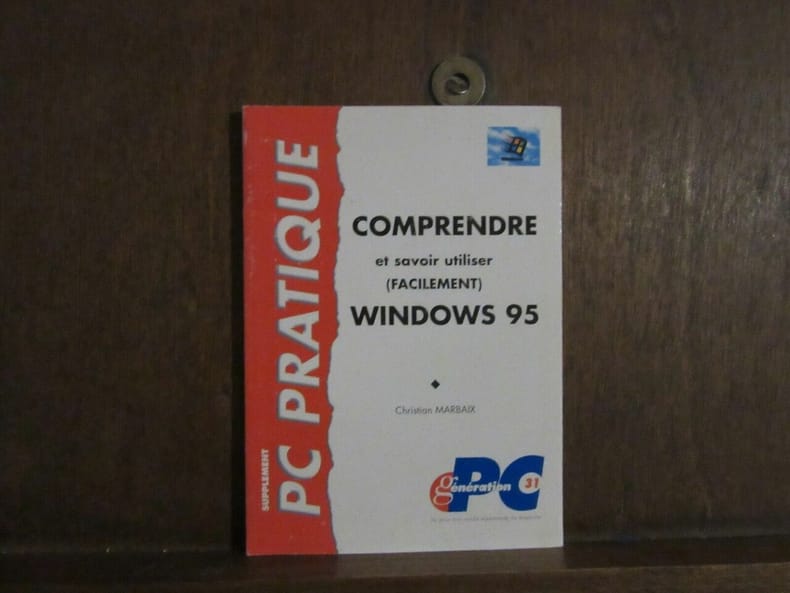 SUPPLEMENT
PC PRATIQUE
COMPRENDRE
et savoir utiliser
(FACILEMENT)
WINDOWS 95
Christian MARBAIX
génération PC 31